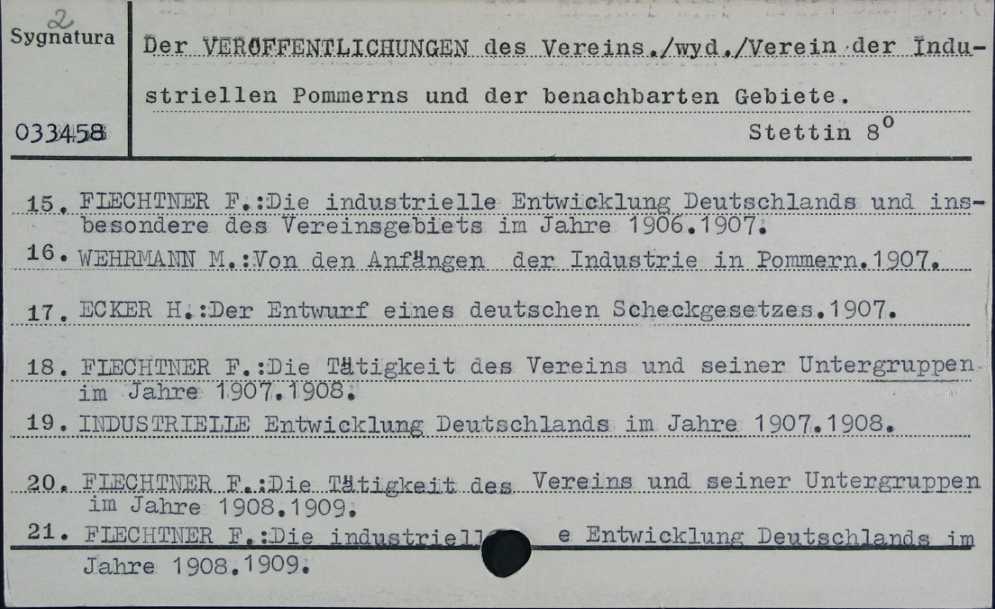 2
Sygnatura
Der VERÖFFENTLICHUNGEN des Vereins./wyd./Verein der Indu-
striellen Pommerns und der benachbarten Gebiete.
033458
Stettin 8°
15. FLECHTNER F.:Die industrielle Entwicklung Deutschlands und ins-
besondere des Vereinsgebiets im Jahre 1906.1907.
16. WEHRMANN M.:Von den Anfängen der Industrie in Pommern.1907.
17. ECKER H.:Der Entwurf eines deutschen Scheckgesetzes.1907.
18. FLECHTNER F.:Die Tätigkeit des Vereins und seiner Untergruppen
im Jahre 1907.1908.
19. INDUSTRIELLE Entwicklung Deutschlands im Jahre 1907.1908.
20. FLECHTNER F.:Die Tätigkeit des Vereins und seiner Untergruppen
im Jahre 1908.1909.
21. FLECHTNER F.:Die industriell e Entwicklung Deutschlands im
Jahre 1908.1909.